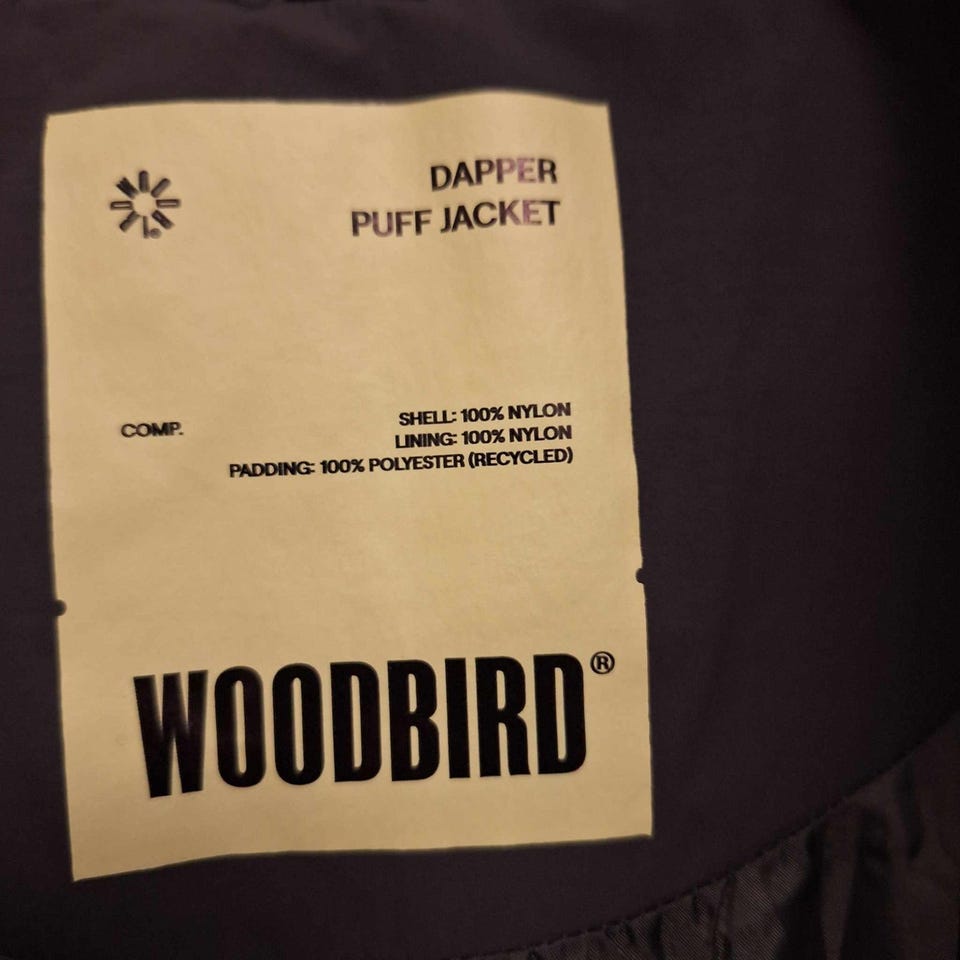 DAPPER
PUFF JACKET
COMP.
SHELL: 100% NYLON
LINING: 100% NYLON
PADDING: 100% POLYESTER (RECYCLED)
WOODBIRD®